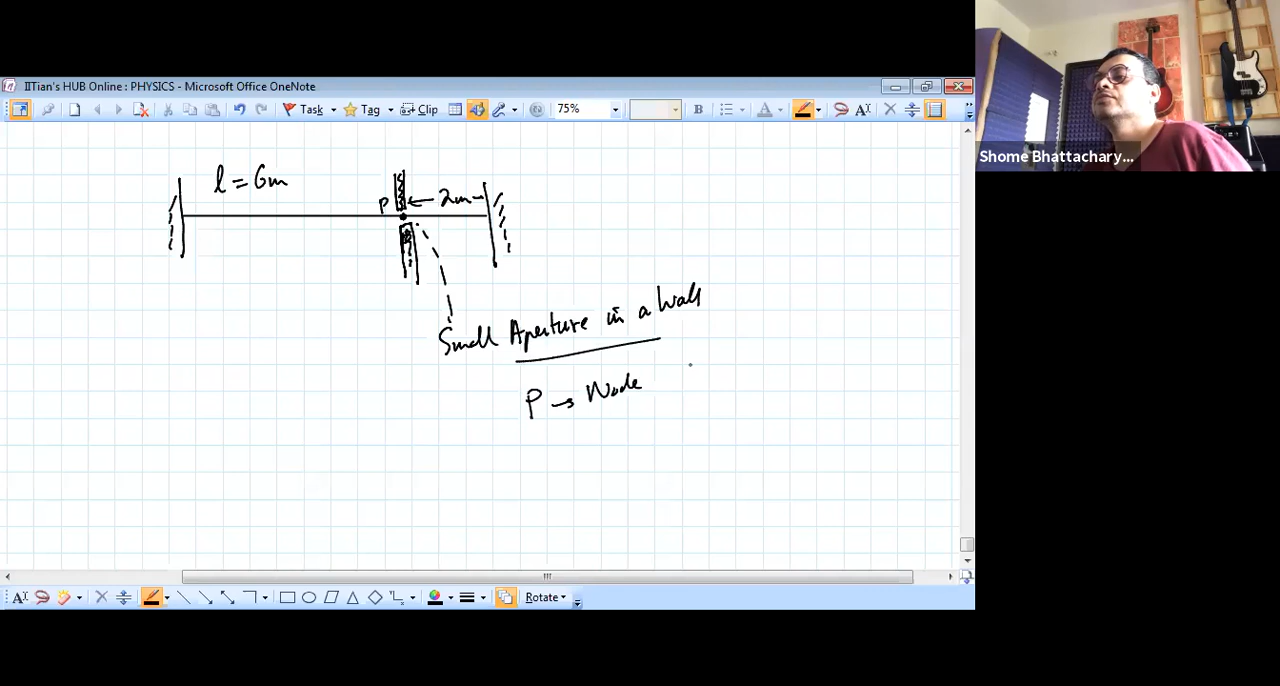 IITian's HUB Online : PHYSICS - Microsoft Office OneNote
Task Tag Clip 75% B A
l = 6m
P 2m
Small Aperture in a Wall
P → Node
Shome Bhattachary...
Rotate